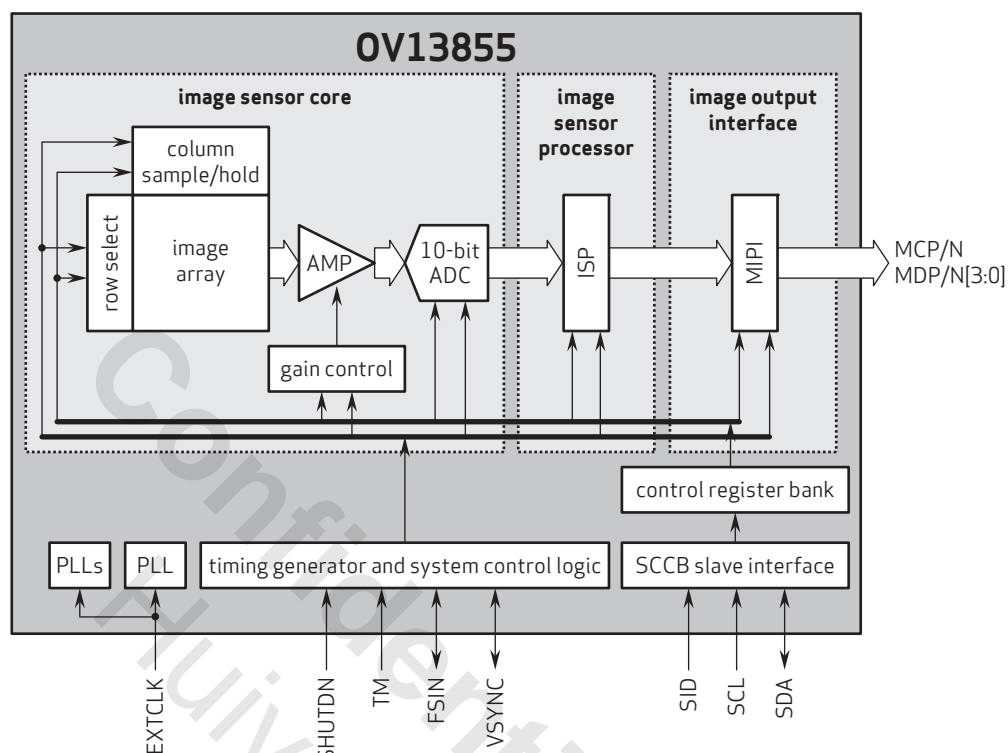 OV13855
image sensor core
image
sensor
processor
image output
interface
column
sample/hold
row select
image
array
AMP
10-bit
ADC
ISP
MIPI
MCP/N
MDP/N[3:0]
gain control
control register bank
PLLs
PLL
timing generator and system control logic
SCCB slave interface
EXTCLK
SHUTDN
TM
FSIN
VSYNC
SID
SCL
SDA
Confidenti
Huiv